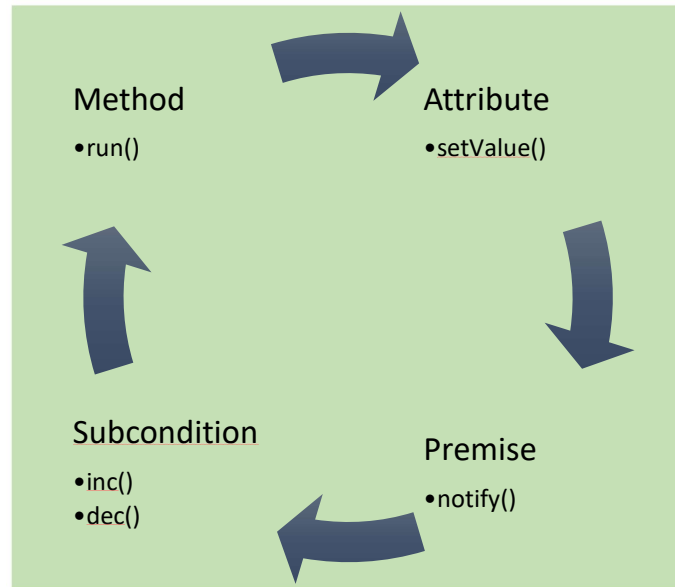 Method
•run()
Attribute
•setValue()
Subcondition
•inc()
•dec()
Premise
•notify()